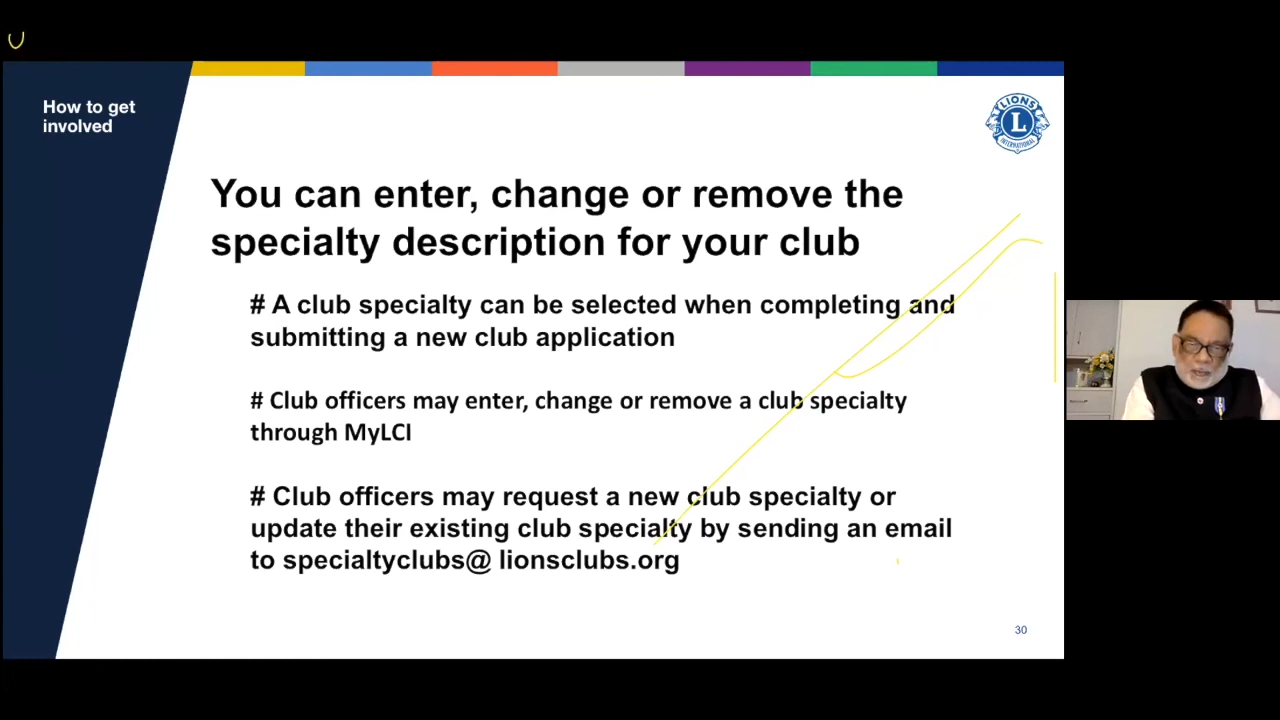 How to get
involved
LIONS
L
INTERNATIONAL
You can enter, change or remove the
specialty description for your club
# A club specialty can be selected when completing and
submitting a new club application
# Club officers may enter, change or remove a club specialty
through MyLCI
# Club officers may request a new club specialty or
update their existing club specialty by sending an email
to specialtyclubs@ lionsclubs.org
30